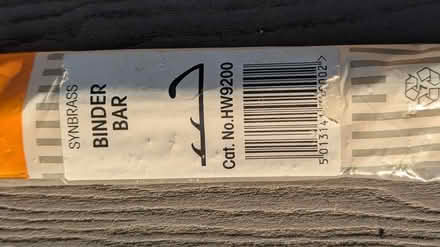 SYNBRASS
BINDER
BAR
Cat. No.HW9200